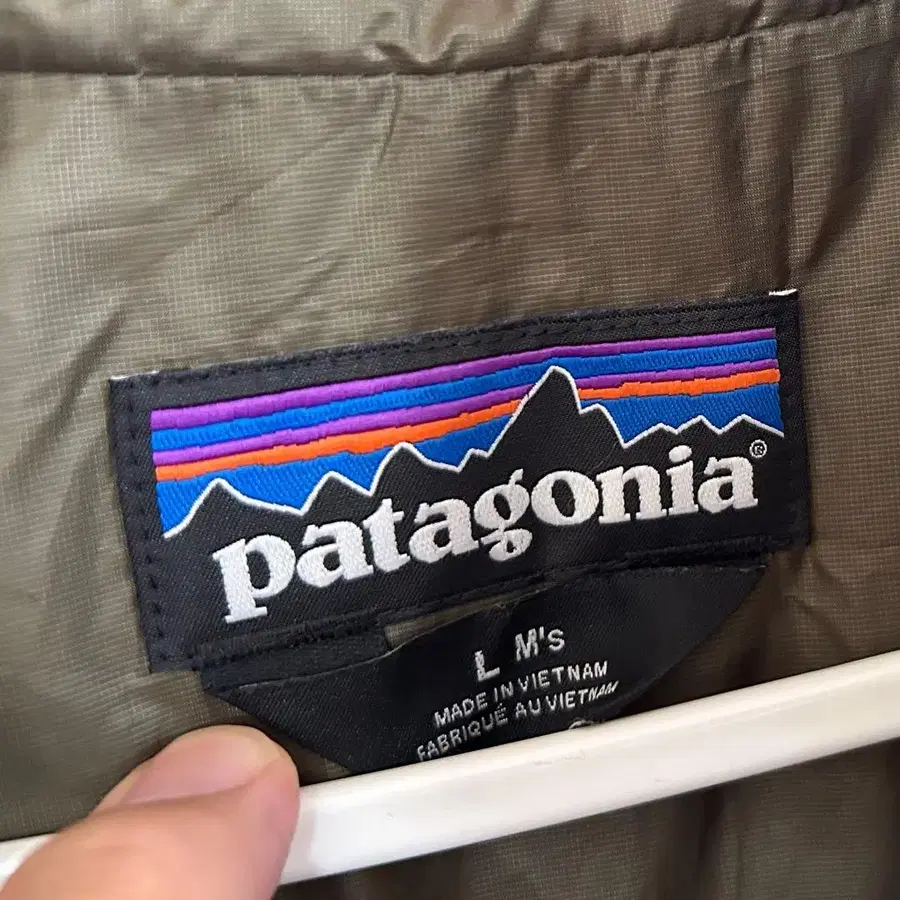 patagonia®
L M'S
MADE IN VIETNAM
FABRIQUÉ AU VIETNAM